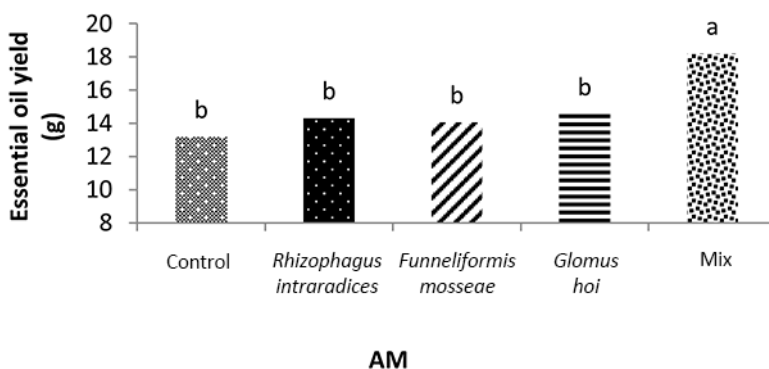 Essential oil yield
(g)
20
18
16
14
12
10
8
b
b
b
b
a
Control
Rhizophagus
intraradices
Funneliformis
mosseae
Glomus
hoi
Mix
AM